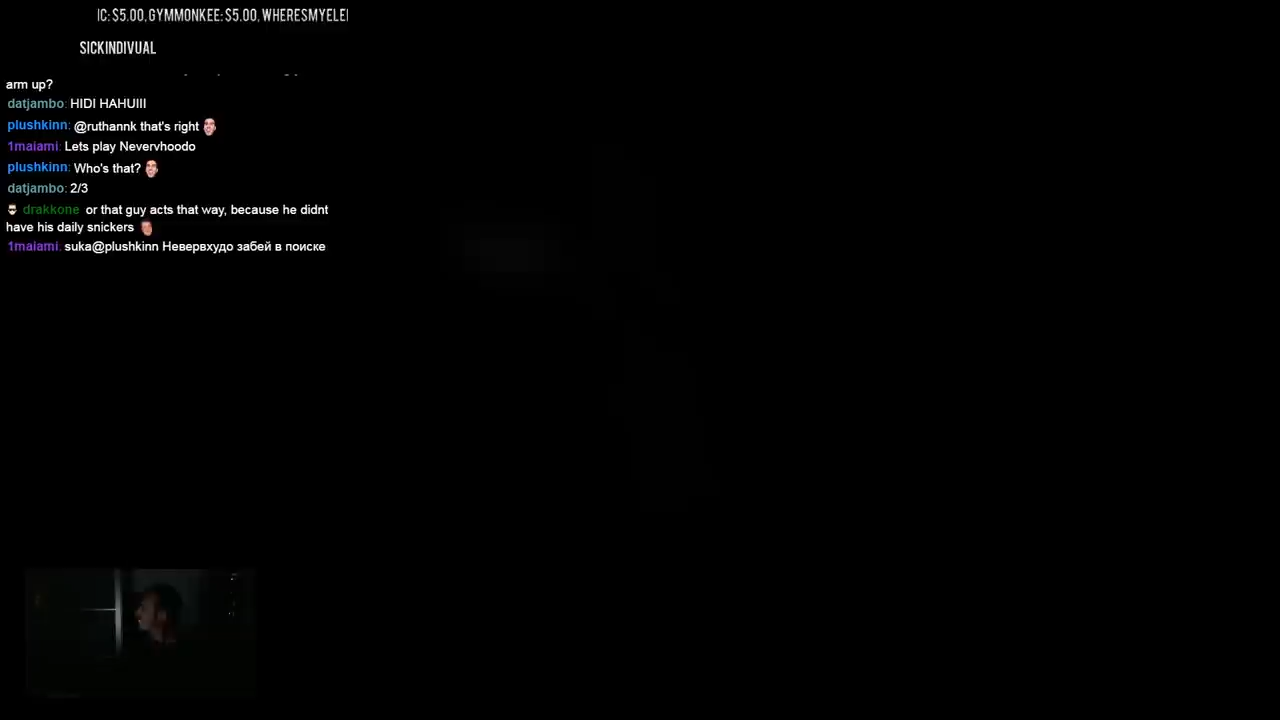 IC: $5.00, GYMMONKEE: $5.00, WHERESMYELE
SICKINDIVUAL
arm up?
datjambo: HIDI HAHUIII
plushkinn: @ruthannk that's right
1maiami: Lets play Nevervhoodo
plushkinn: Who's that?
datjambo: 2/3
drakkone or that guy acts that way, because he didnt
have his daily snickers
1maiami: suka@plushkinn Невервхудо забей в поиске